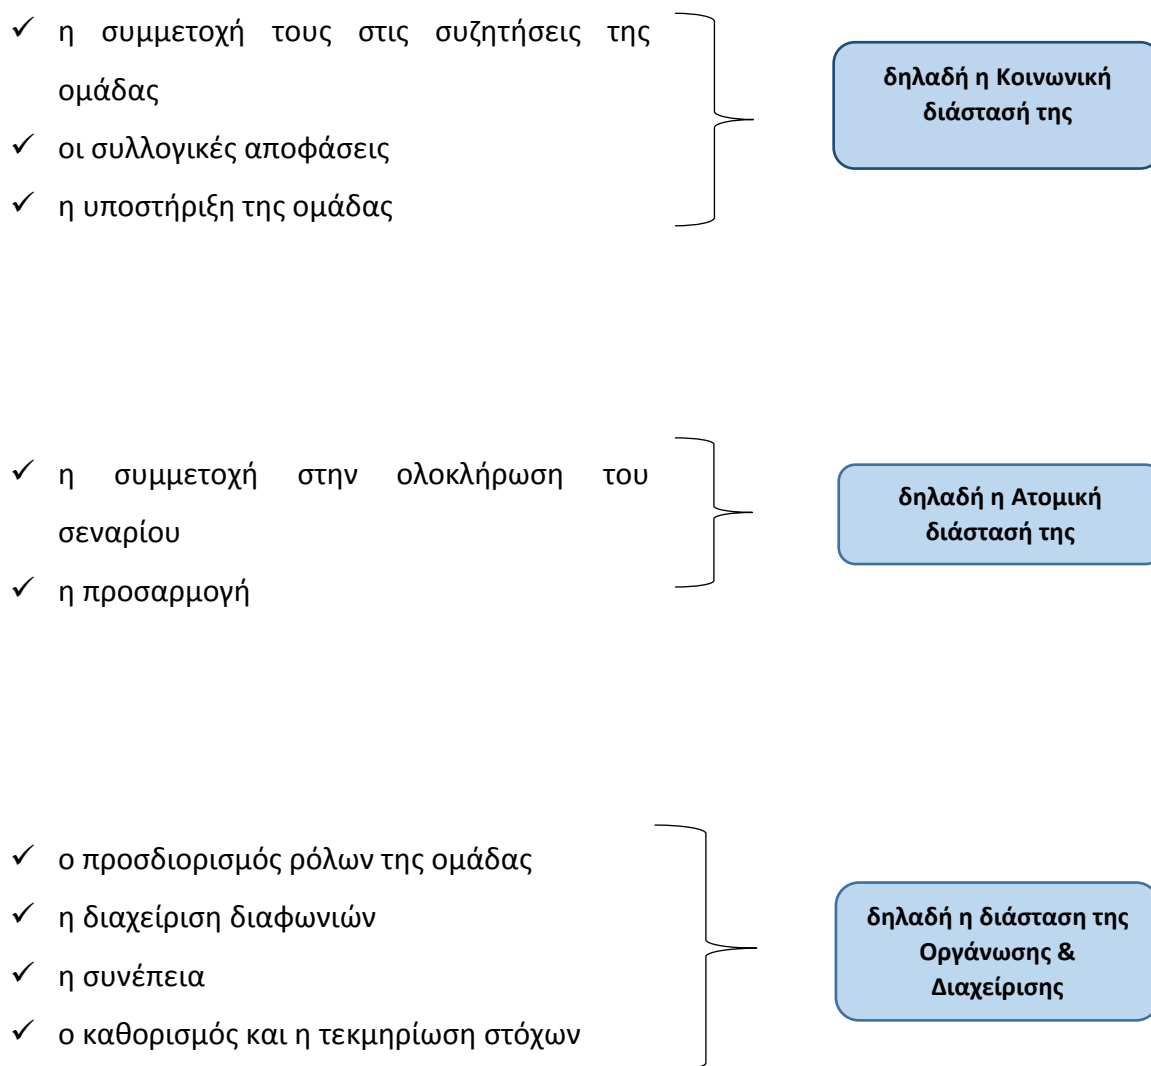 ✓ η συμμετοχή τους στις συζητήσεις της
ομάδας
✓ οι συλλογικές αποφάσεις
✓ η υποστήριξη της ομάδας
δηλαδή η Κοινωνική
διάστασή της
✓ η συμμετοχή στην ολοκλήρωση του
σεναρίου
✓ η προσαρμογή
δηλαδή η Ατομική
διάστασή της
✓ ο προσδιορισμός ρόλων της ομάδας
✓ η διαχείριση διαφωνιών
✓ η συνέπεια
✓ ο καθορισμός και η τεκμηρίωση στόχων
δηλαδή η διάσταση της
Οργάνωσης &
Διαχείρισης